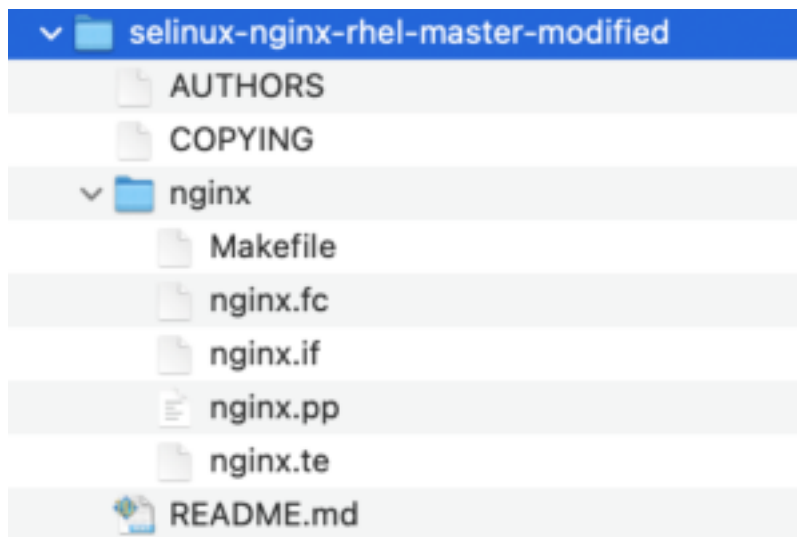 selinux-nginx-rhel-master-modified
AUTHORS
COPYING
nginx
Makefile
nginx.fc
nginx.if
nginx.pp
nginx.te
README.md